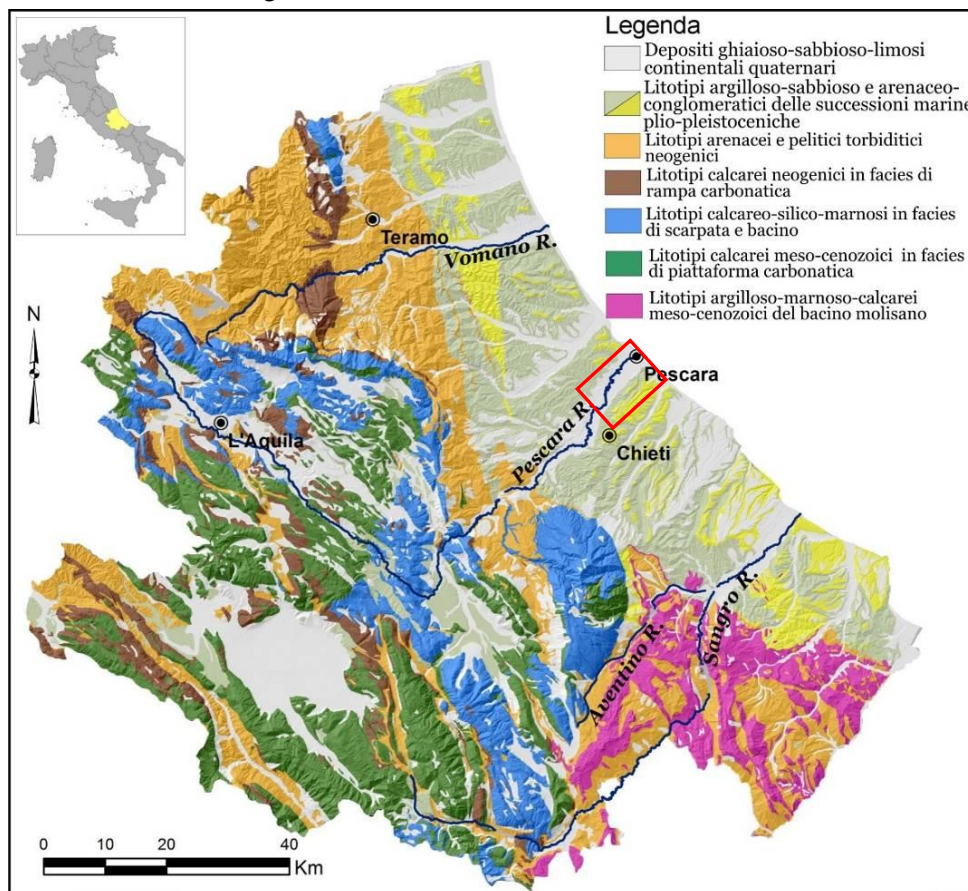 Legenda
Depositi ghiaioso-sabbioso-limosi
continentali quaternari
Litotipi argilloso-sabbioso e arenaceo-
conglomeratici delle successioni marine
plio-pleistoceniche
Litotipi arenacei e pelitici torbiditici
neogenici
Litotipi calcarei neogenici in facies di
rampa carbonatica
Litotipi calcareo-silico-marnosi in facies
di scarpata e bacino
Litotipi calcarei meso-cenozoici in facies
di piattaforma carbonatica
Litotipi argilloso-marnoso-calcarei
meso-cenozoici del bacino molisano
Teramo
Vomano R.
N
Pescara
L'Aquila
Pescara R.
Chieti
Sangro R.
Aventino R.
0 10 20 40
Km